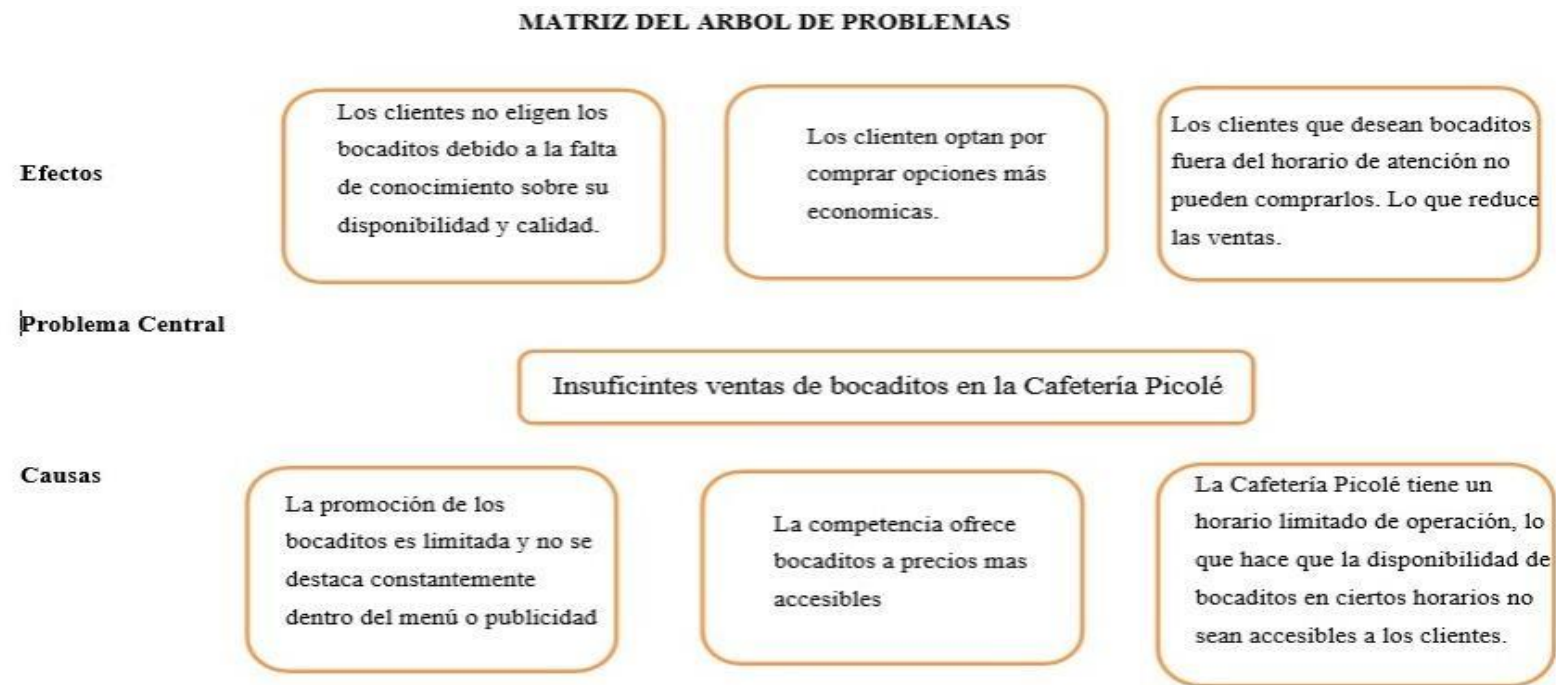 MATRIZ DEL ARBOL DE PROBLEMAS
Efectos
Los clientes no eligen los
bocaditos debido a la falta
de conocimiento sobre su
disponibilidad y calidad.
Los clienten optan por
comprar opciones más
economicas.
Los clientes que desean bocaditos
fuera del horario de atención no
pueden comprarlos. Lo que reduce
las ventas.
Problema Central
Insuficintes ventas de bocaditos en la Cafetería Picolé
Causas
La promoción de los
bocaditos es limitada y no se
destaca constantemente
dentro del menú o publicidad
La competencia ofrece
bocaditos a precios mas
accesibles
La Cafetería Picolé tiene un
horario limitado de operación, lo
que hace que la disponibilidad de
bocaditos en ciertos horarios no
sean accesibles a los clientes.